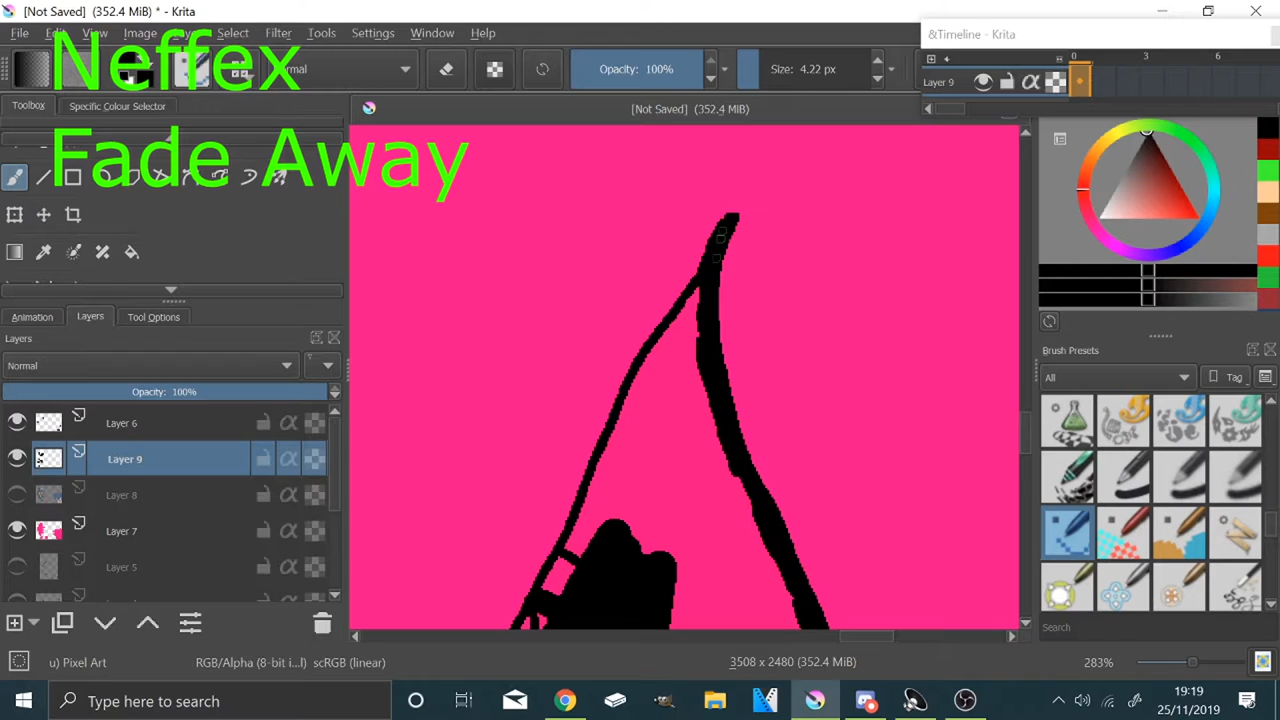 [Not Saved] (352.4 MiB) * - Krita
&Timeline - Krita
File
View
Image
Select
Filter
Tools
Settings
Window
Help
Neffex
Fade Away
Opacity: 100%
Size: 4.22 px
0
3
6
Layer 9
Toolbox
Specific Colour Selector
[Not Saved] (352.4 MiB)
Animation
Layers
Tool Options
Layers
Normal
Opacity: 100%
Layer 6
Layer 9
Layer 8
Layer 7
Layer 5
Brush Presets
All
Tag
Search
u) Pixel Art
RGB/Alpha (8-bit i...l) scRGB (linear)
3508 x 2480 (352.4 MiB)
283%
Type here to search
19:19
25/11/2019